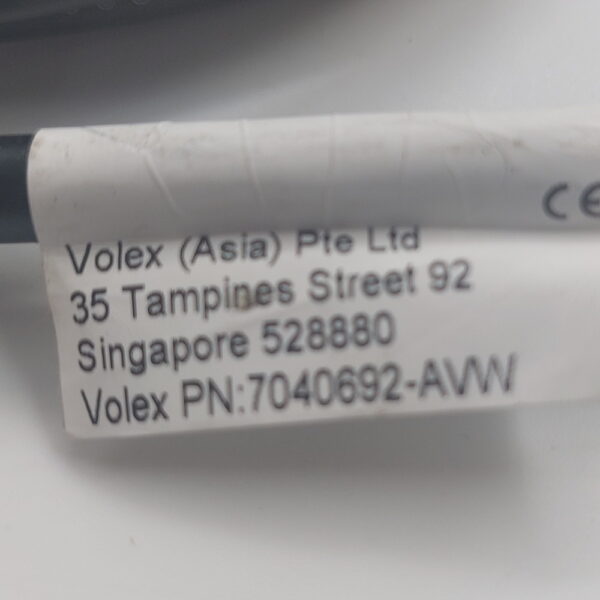 CE
Volex (Asia) Pte Ltd
35 Tampines Street 92
Singapore 528880
Volex PN:7040692-AVW